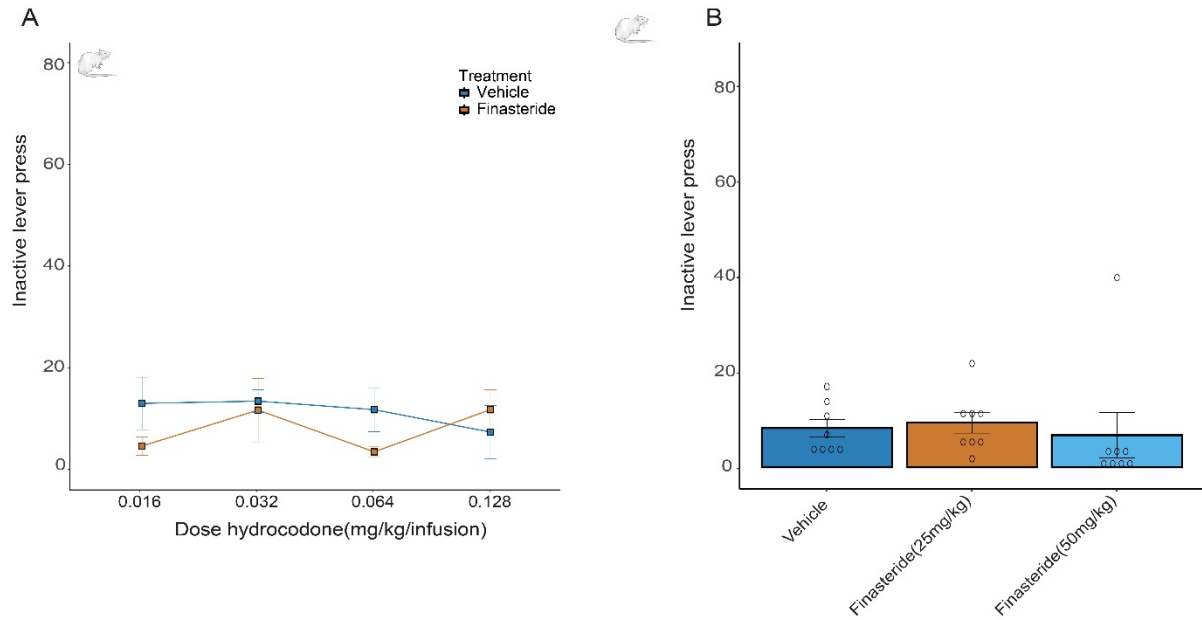 A
Inactive lever press
80
60
40
20
0
Treatment
Vehicle
Finasteride
0.016
0.032
0.064
0.128
Dose hydrocodone(mg/kg/infusion)
B
Inactive lever press
80
60
40
20
0
Vehicle
Finasteride(25mg/kg)
Finasteride(50mg/kg)